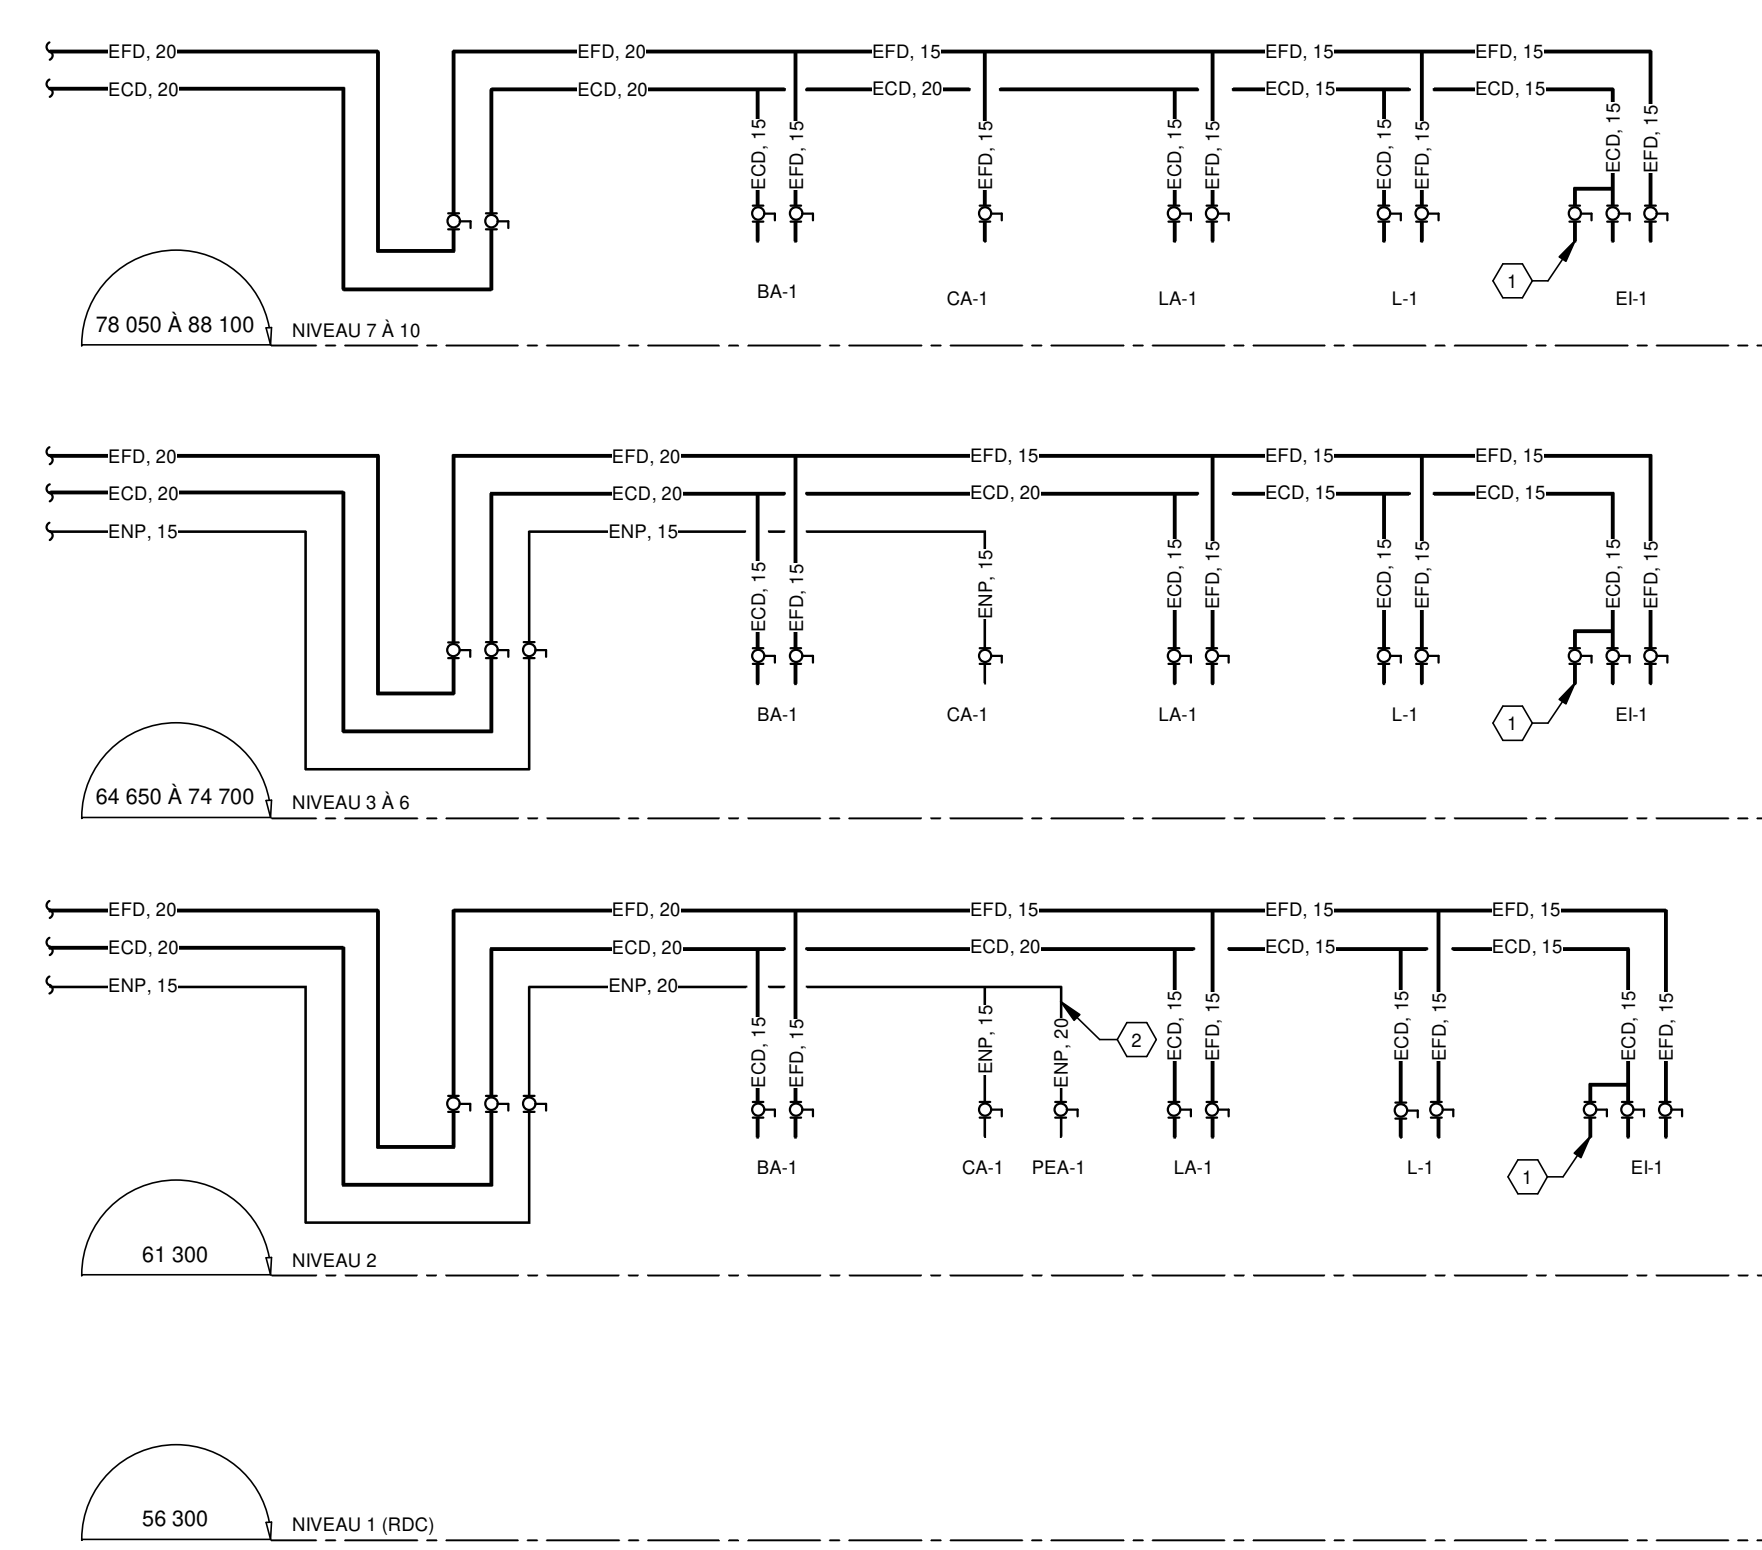 EFD, 20 EFD, 20 EFD, 15 EFD, 15 EFD, 15
ECD, 20 ECD, 20 ECD, 20 ECD, 15 ECD, 15
ECD, 15 EFD, 15 EFD, 15 ECD, 15 EFD, 15 ECD, 15 EFD, 15 ECD, 15 EFD, 15
1
BA-1 CA-1 LA-1 L-1 EI-1
78 050 À 88 100 NIVEAU 7 À 10
EFD, 20 EFD, 20 EFD, 15 EFD, 15 EFD, 15
ECD, 20 ECD, 20 ECD, 20 ECD, 15 ECD, 15
ENP, 15 ENP, 15
ECD, 15 EFD, 15 ENP, 15 ECD, 15 EFD, 15 ECD, 15 EFD, 15 ECD, 15 EFD, 15
BA-1 CA-1 LA-1 L-1 1 EI-1
64 650 À 74 700 NIVEAU 3 À 6
EFD, 20 EFD, 20 EFD, 15 EFD, 15 EFD, 15
ECD, 20 ECD, 20 ECD, 20 ECD, 15 ECD, 15
ENP, 15 ENP, 20
ECD, 15 EFD, 15 ENP, 15 ENP, 20 2 ECD, 15 EFD, 15 ECD, 15 EFD, 15 ECD, 15 EFD, 15
BA-1 CA-1 PEA-1 LA-1 L-1 1 EI-1
61 300 NIVEAU 2
56 300 NIVEAU 1 (RDC)